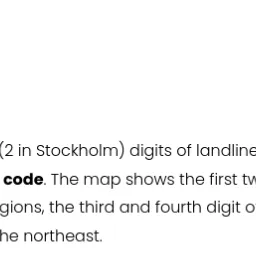 (2 in Stockholm) digits of landline
code. The map shows the first tw
gions, the third and fourth digit o
he northeast.